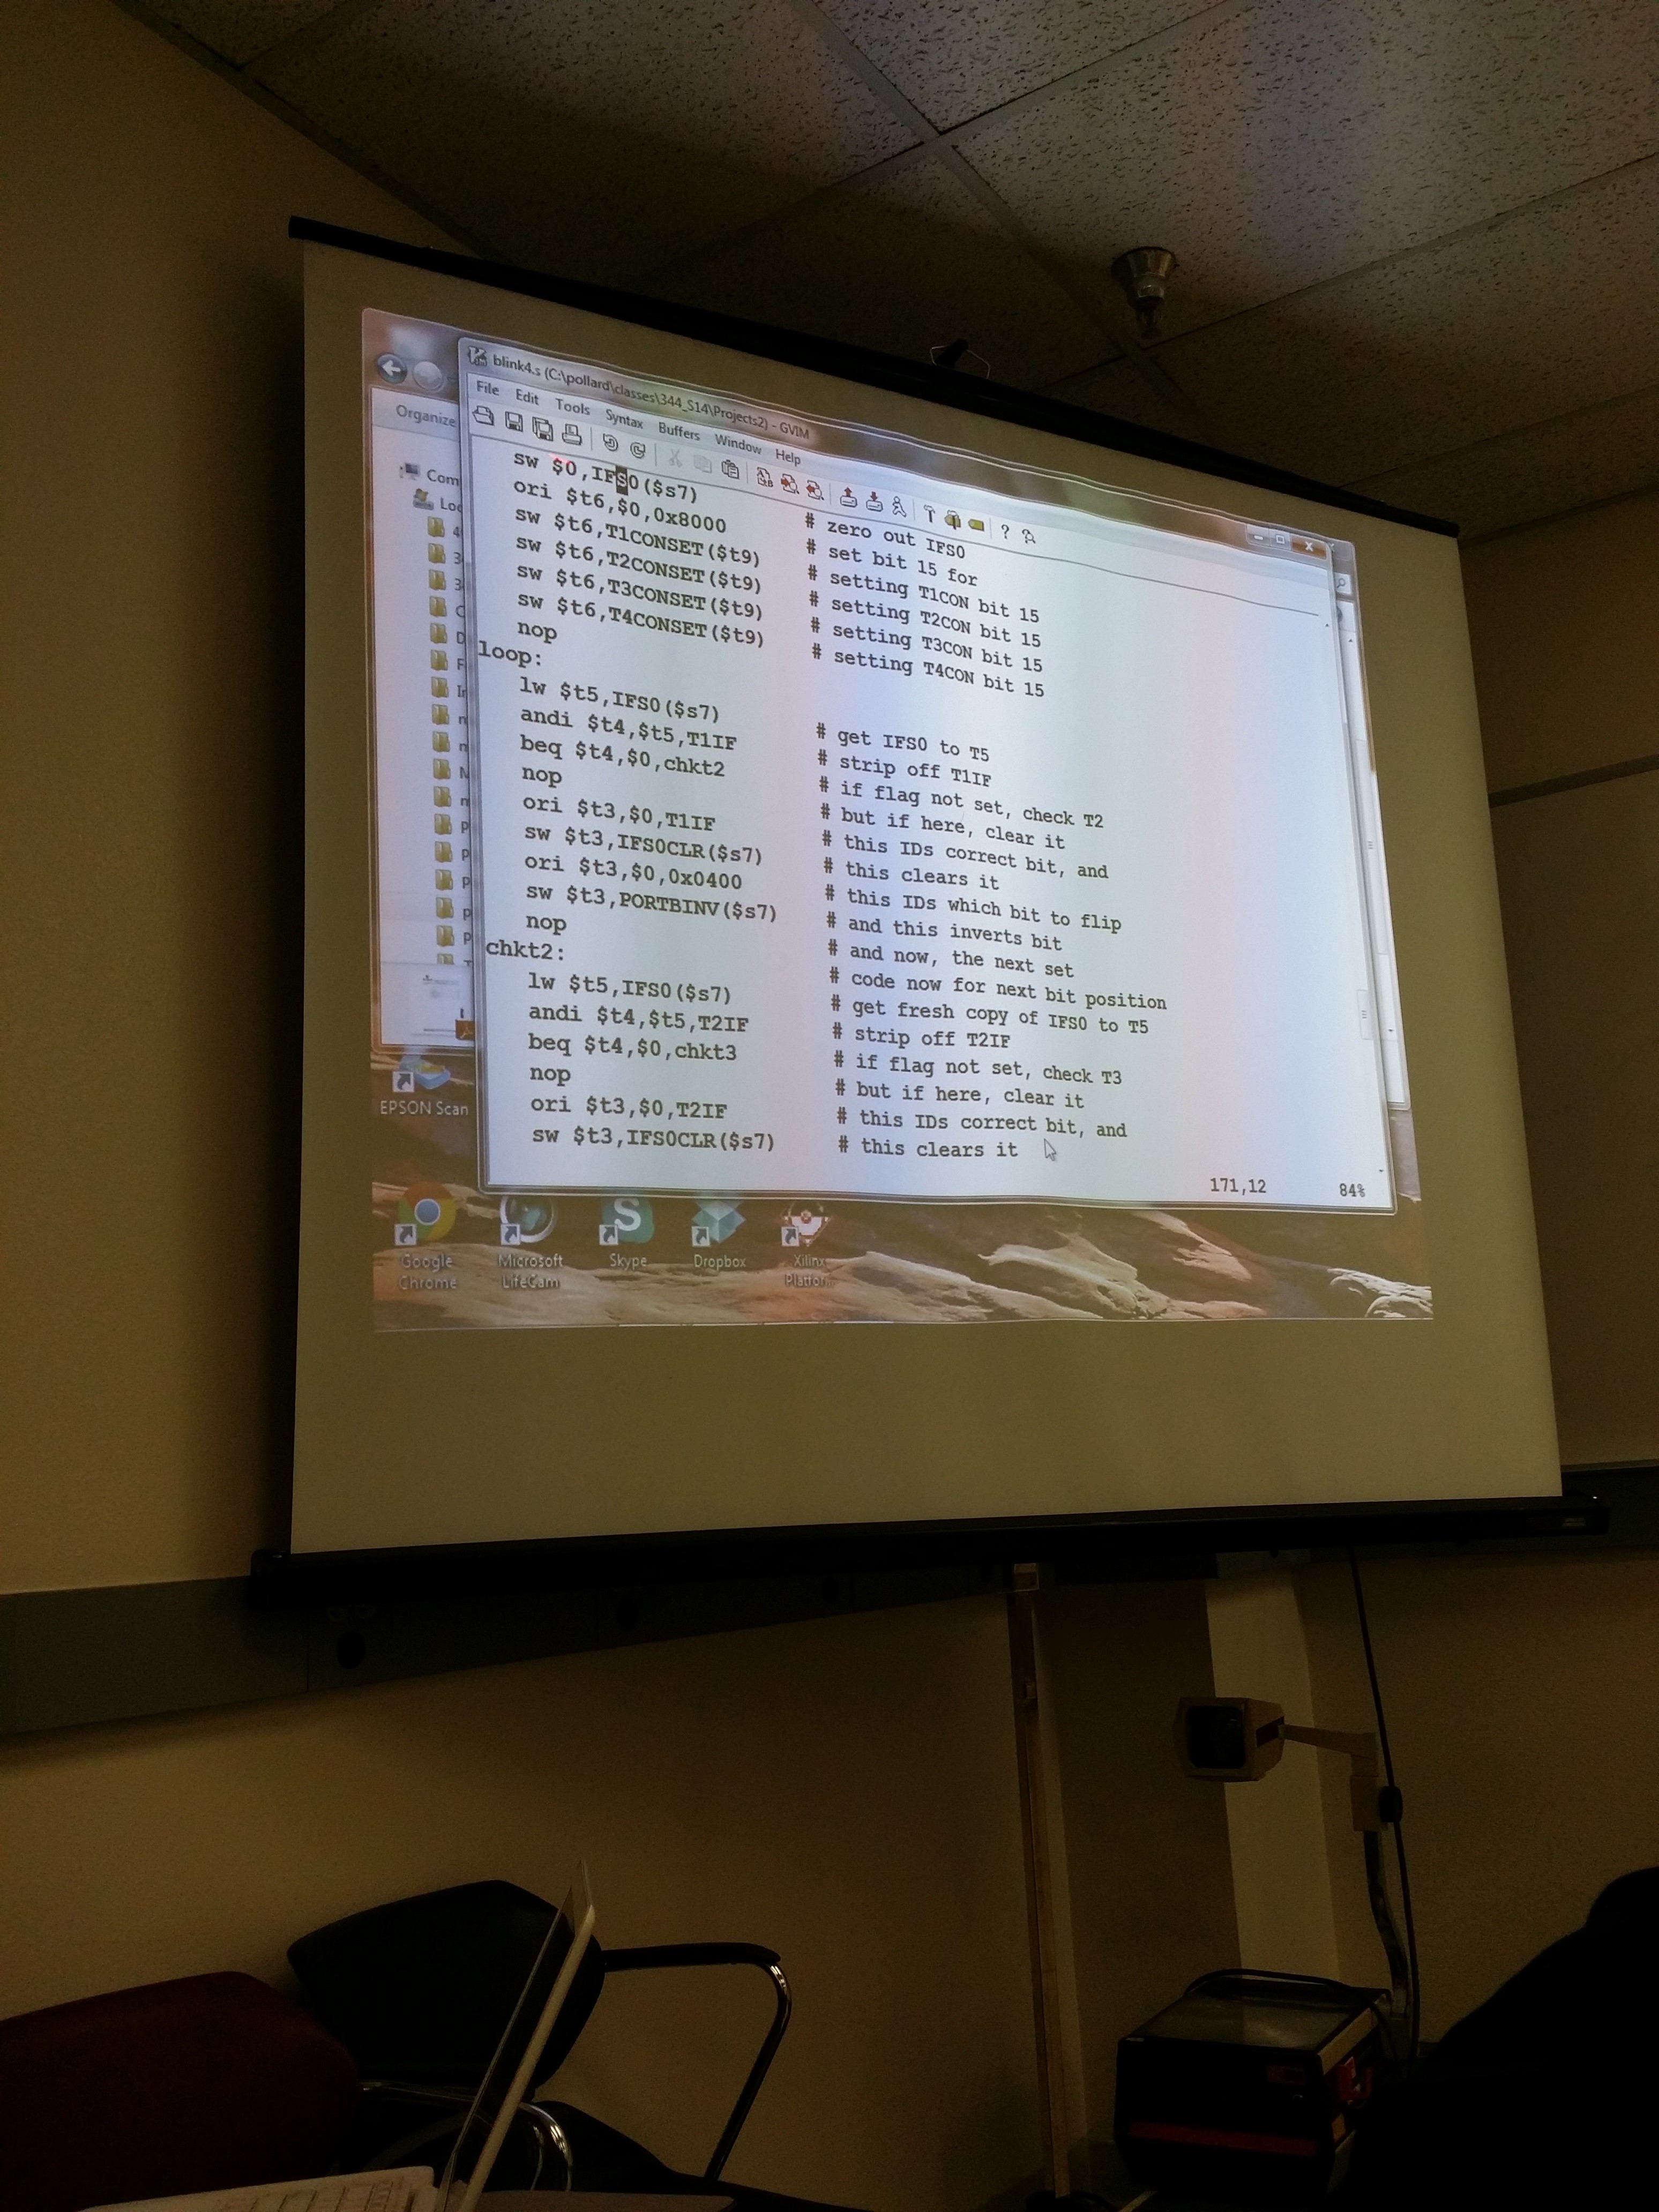 blink4.s (C:\pollard\classes\344_S14\Projects2) - GVIM
File Edit Tools Syntax Buffers Window Help
Organize
Com
Loc
sw $0,IFS0($s7) # zero out IFS0
ori $t6,$0,0x8000 # set bit 15 for
sw $t6,T1CONSET($t9) # setting T1CON bit 15
sw $t6,T2CONSET($t9) # setting T2CON bit 15
sw $t6,T3CONSET($t9) # setting T3CON bit 15
sw $t6,T4CONSET($t9) # setting T4CON bit 15
nop
loop:
lw $t5,IFS0($s7) # get IFS0 to T5
andi $t4,$t5,T1IF # strip off T1IF
beq $t4,$0,chkt2 # if flag not set, check T2
nop # but if here, clear it
ori $t3,$0,T1IF # this IDs correct bit, and
sw $t3,IFS0CLR($s7) # this clears it
ori $t3,$0,0x0400 # this IDs which bit to flip
sw $t3,PORTBINV($s7) # and this inverts bit
nop # and now, the next set
chkt2: # code now for next bit position
lw $t5,IFS0($s7) # get fresh copy of IFS0 to T5
andi $t4,$t5,T2IF # strip off T2IF
beq $t4,$0,chkt3 # if flag not set, check T3
nop # but if here, clear it
ori $t3,$0,T2IF # this IDs correct bit, and
sw $t3,IFS0CLR($s7) # this clears it
171,12 84%
EPSON Scan
Google Chrome
Microsoft LifeCam
Skype
Dropbox
Xilinx Platfor...